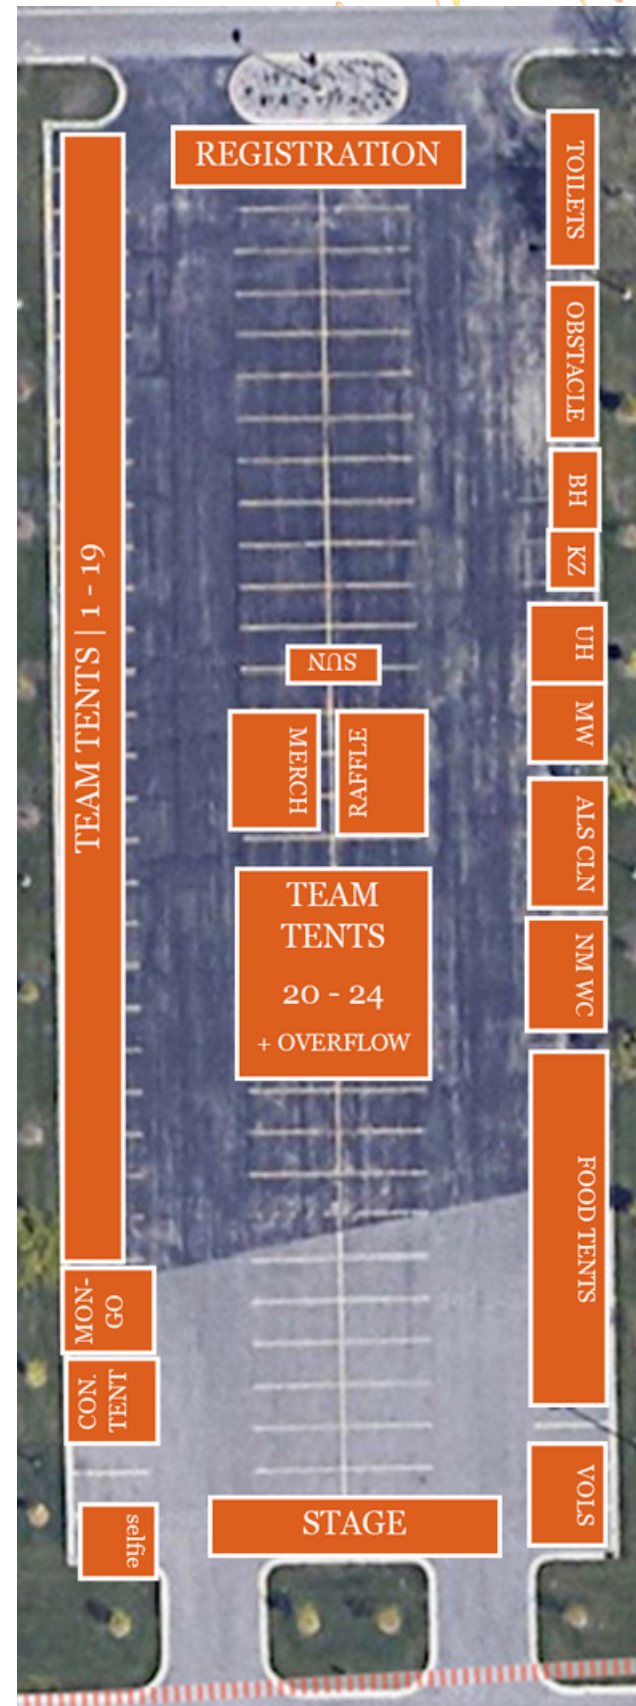 REGISTRATION
TOILETS
OBSTACLE
BH
KZ
TEAM TENTS | 1 - 19
SUN
UH
MW
MERCH
RAFFLE
ALS CLN
TEAM
TENTS
20 - 24
+ OVERFLOW
NM WC
FOOD TENTS
MON-
GO
CON.
TENT
VOLS
STAGE
selfie